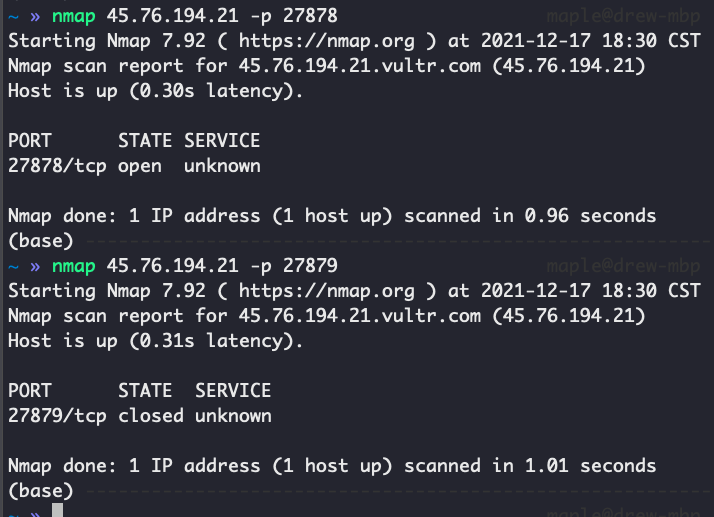 ~ » nmap 45.76.194.21 -p 27878 maple@drew-mbp
Starting Nmap 7.92 ( https://nmap.org ) at 2021-12-17 18:30 CST
Nmap scan report for 45.76.194.21.vultr.com (45.76.194.21)
Host is up (0.30s latency).
PORT STATE SERVICE
27878/tcp open unknown
Nmap done: 1 IP address (1 host up) scanned in 0.96 seconds
(base)
~ » nmap 45.76.194.21 -p 27879 maple@drew-mbp
Starting Nmap 7.92 ( https://nmap.org ) at 2021-12-17 18:30 CST
Nmap scan report for 45.76.194.21.vultr.com (45.76.194.21)
Host is up (0.31s latency).
PORT STATE SERVICE
27879/tcp closed unknown
Nmap done: 1 IP address (1 host up) scanned in 1.01 seconds
(base)
~ » maple@drew-mbp